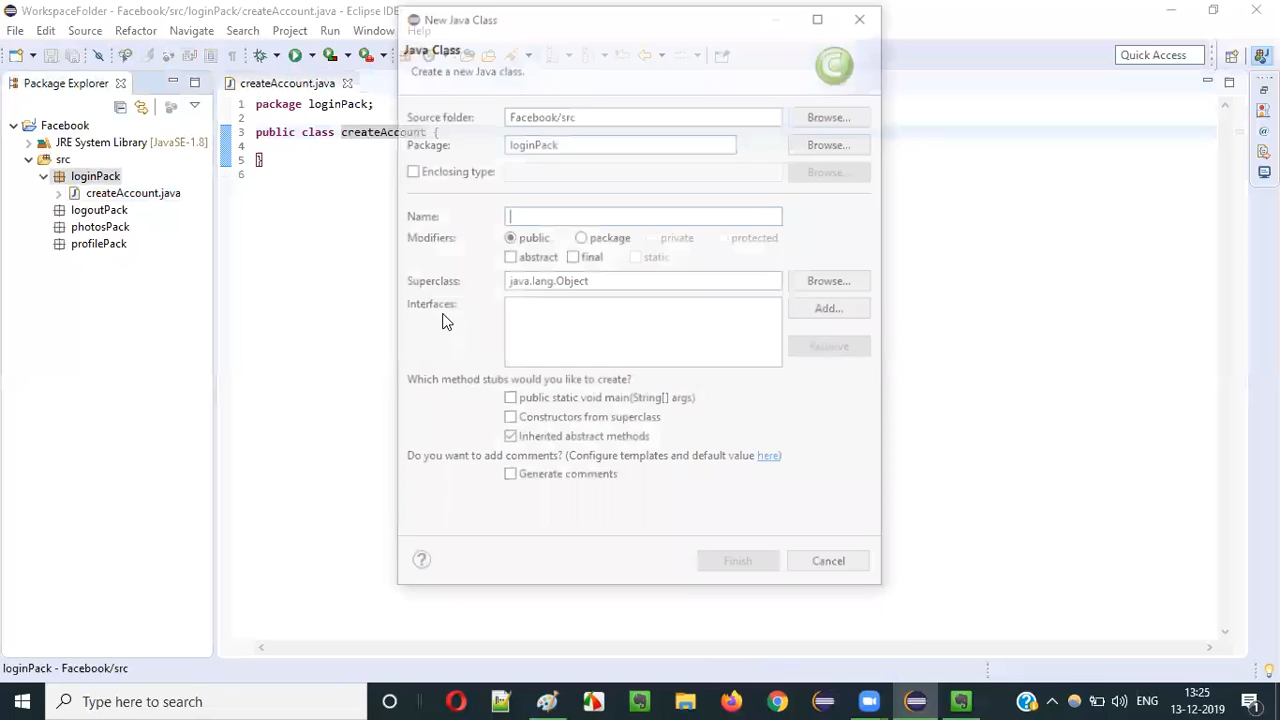 WorkspaceFolder - Facebook/src/loginPack/createAccount.java - Eclipse IDE
File Edit Source Refactor Navigate Search Project Run Window Help
Quick Access
Package Explorer
Facebook
JRE System Library [JavaSE-1.8]
src
loginPack
createAccount.java
logoutPack
photosPack
profilePack
createAccount.java
1 package loginPack;
2
3 public class createAccount {
4
5 }
6
New Java Class
Java Class
Create a new Java class.
Source folder: Facebook/src Browse...
Package: loginPack Browse...
Enclosing type: Browse...
Name:
Modifiers: public package private protected
abstract final static
Superclass: java.lang.Object Browse...
Interfaces: Add...
Remove
Which method stubs would you like to create?
public static void main(String[] args)
Constructors from superclass
Inherited abstract methods
Do you want to add comments? (Configure templates and default value here)
Generate comments
? Finish Cancel
loginPack - Facebook/src
Type here to search
ENG
13:25
13-12-2019
1